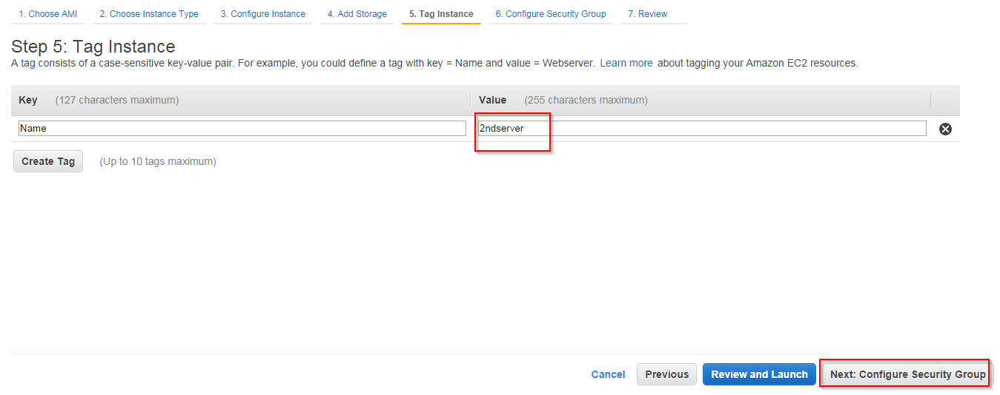 1. Choose AMI 2. Choose Instance Type 3. Configure Instance 4. Add Storage 5. Tag Instance 6. Configure Security Group 7. Review
Step 5: Tag Instance
A tag consists of a case-sensitive key-value pair. For example, you could define a tag with key = Name and value = Webserver. Learn more about tagging your Amazon EC2 resources.
Key (127 characters maximum) Value (255 characters maximum)
Name 2ndserver
Create Tag (Up to 10 tags maximum)
Cancel Previous Review and Launch Next: Configure Security Group